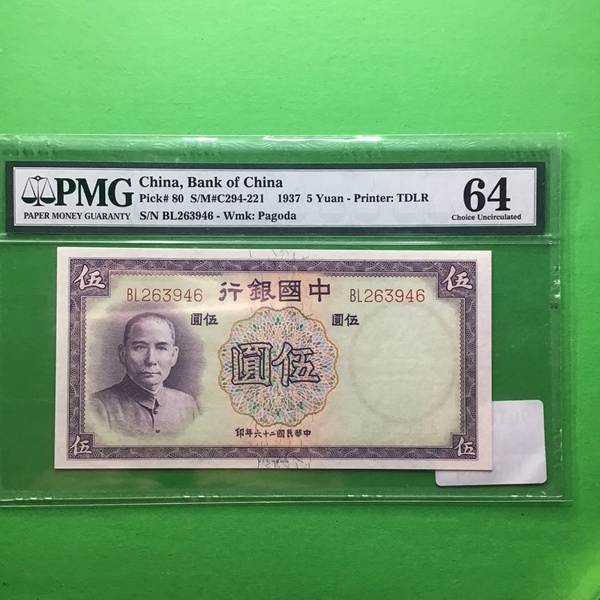 PMG
PAPER MONEY GUARANTY
China, Bank of China
Pick# 80 S/M#C294-221 1937 5 Yuan - Printer: TDLR
S/N BL263946 - Wmk: Pagoda
64
Choice Uncirculated
伍 伍
行銀國中
BL263946 BL263946
圓伍 圓伍
圓伍
印年六十二國民華中
伍 伍